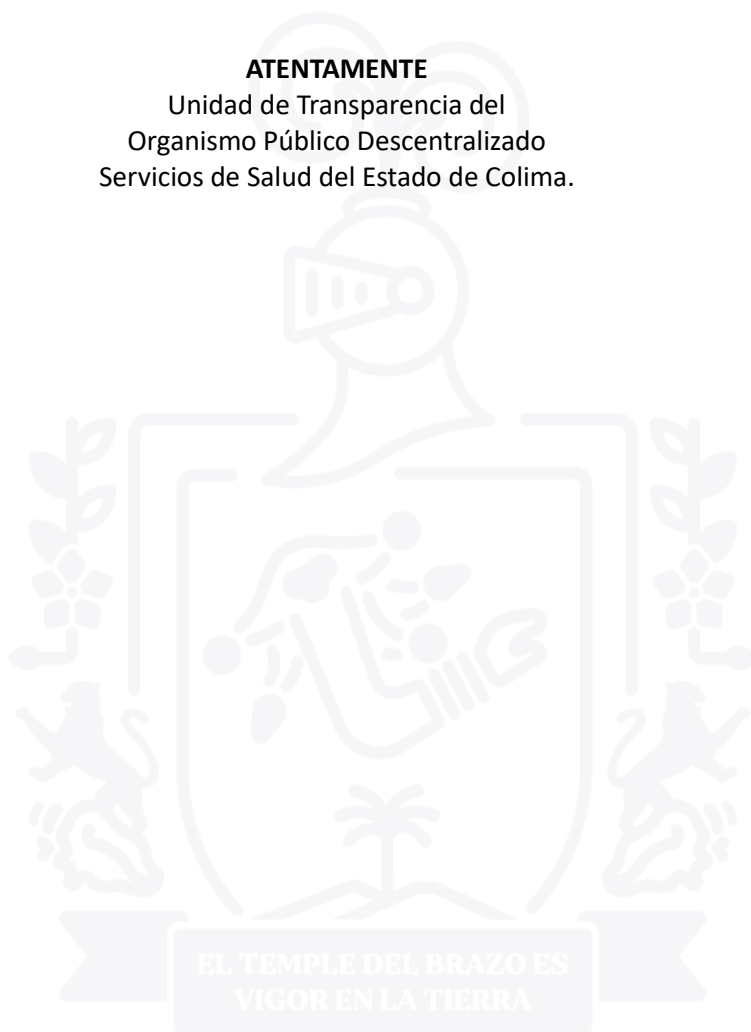 ATENTAMENTE
Unidad de Transparencia del
Organismo Público Descentralizado
Servicios de Salud del Estado de Colima.
EL TEMPLE DEL BRAZO ES
VIGOR EN LA TIERRA